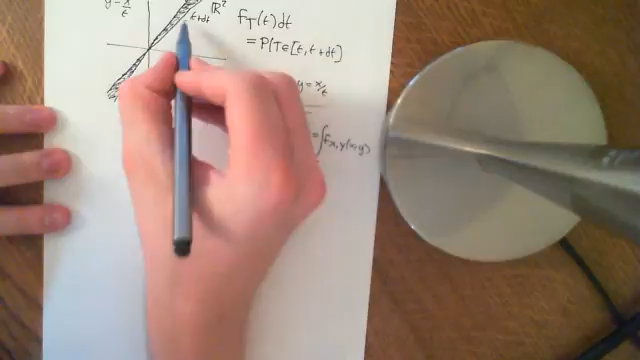 y = x/t
t+dt
ℝ²
f_T(t)dt
= P(T∈[t, t+dt]
y = x/t
= ∫f_{X,Y}(x,y)